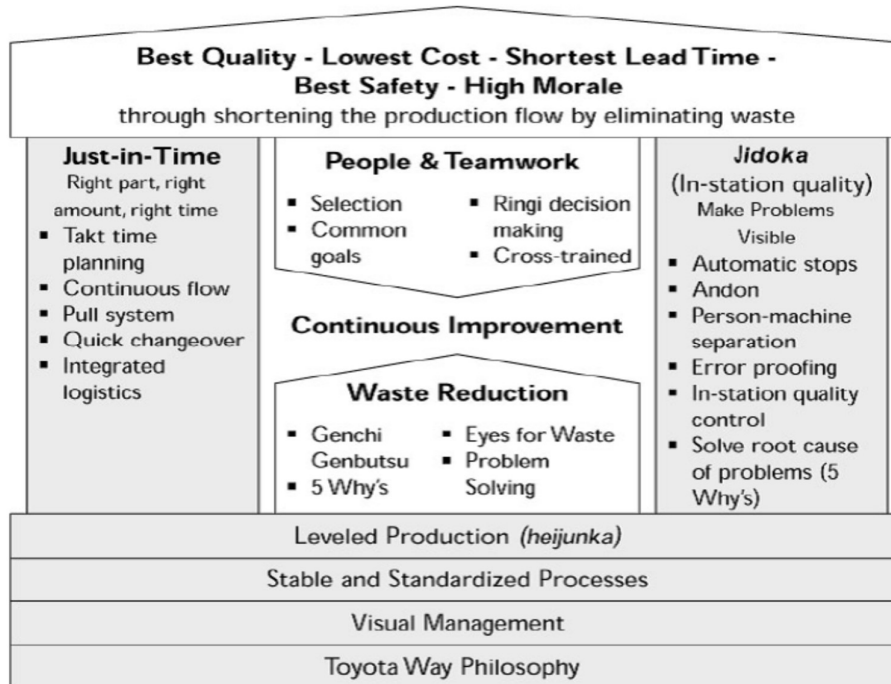 Best Quality - Lowest Cost - Shortest Lead Time -
Best Safety - High Morale
through shortening the production flow by eliminating waste
Just-in-Time
Right part, right
amount, right time
▪ Takt time
planning
▪ Continuous flow
▪ Pull system
▪ Quick changeover
▪ Integrated
logistics
People & Teamwork
▪ Selection
▪ Common
goals
▪ Ringi decision
making
▪ Cross-trained
Continuous Improvement
Waste Reduction
▪ Genchi
Genbutsu
▪ 5 Why's
▪ Eyes for Waste
▪ Problem
Solving
Jidoka
(In-station quality)
Make Problems
Visible
▪ Automatic stops
▪ Andon
▪ Person-machine
separation
▪ Error proofing
▪ In-station quality
control
▪ Solve root cause
of problems (5
Why's)
Leveled Production (heijunka)
Stable and Standardized Processes
Visual Management
Toyota Way Philosophy